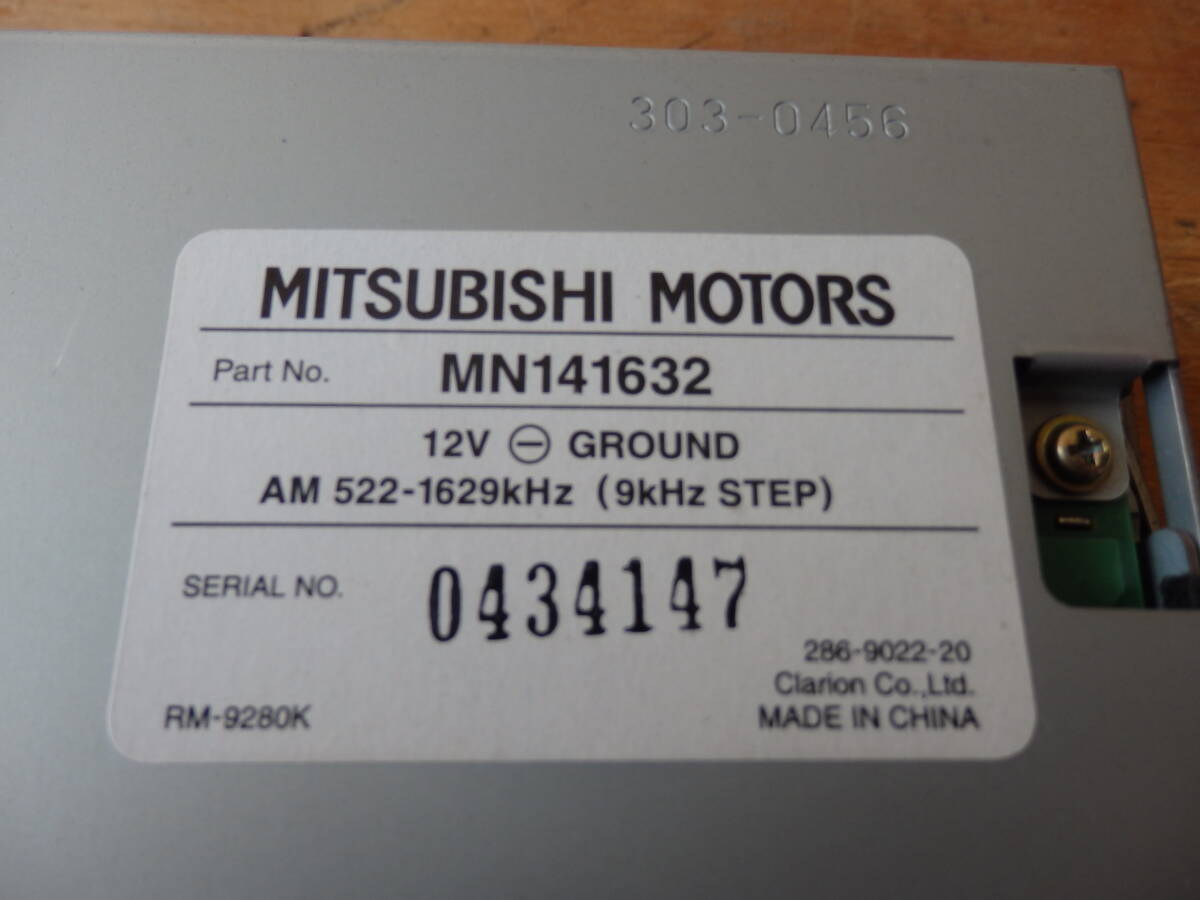 303-0456
MITSUBISHI MOTORS
Part No. MN141632
12V ⊖ GROUND
AM 522-1629kHz (9kHz STEP)
SERIAL NO. 0434147
286-9022-20
Clarion Co.,Ltd.
RM-9280K MADE IN CHINA